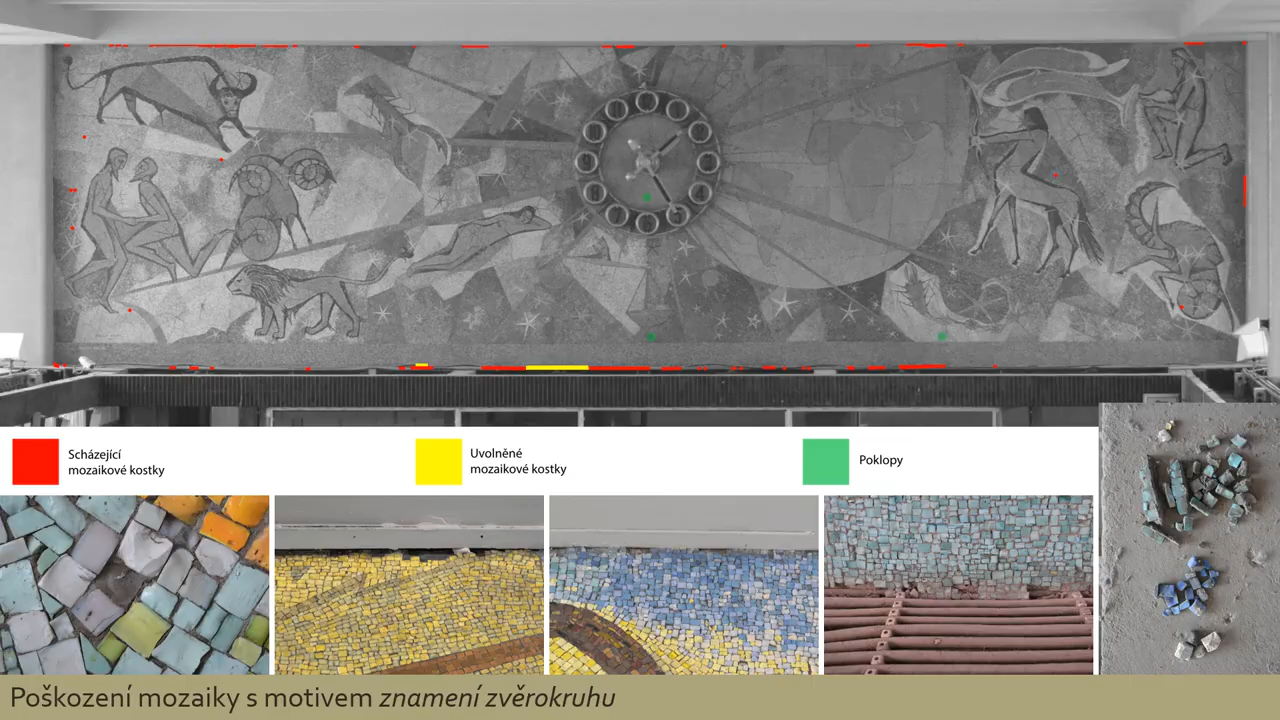 Scházející
mozaikové kostky
Uvolněné
mozaikové kostky
Poklopy
Poškození mozaiky s motivem znamení zvěrokruhu